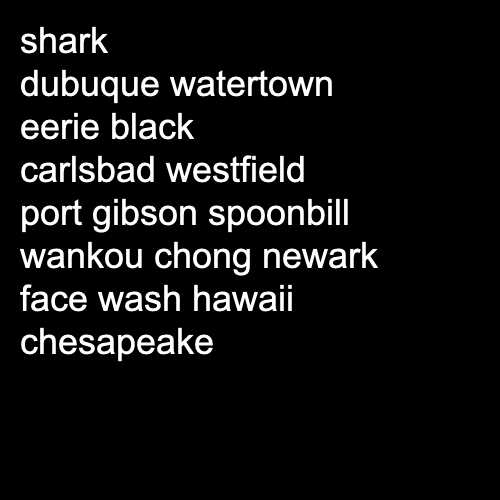 shark
dubuque watertown
eerie black
carlsbad westfield
port gibson spoonbill
wankou chong newark
face wash hawaii
chesapeake